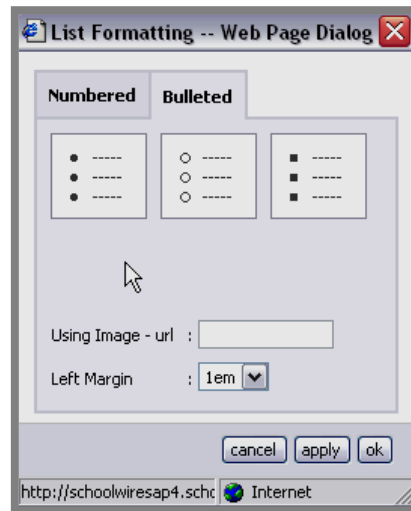 List Formatting -- Web Page Dialog
Numbered Bulleted
● ----- ○ ----- ■ -----
● ----- ○ ----- ■ -----
● ----- ○ ----- ■ -----
Using Image - url :
Left Margin : 1em
cancel apply ok
http://schoolwiresap4.scho Internet